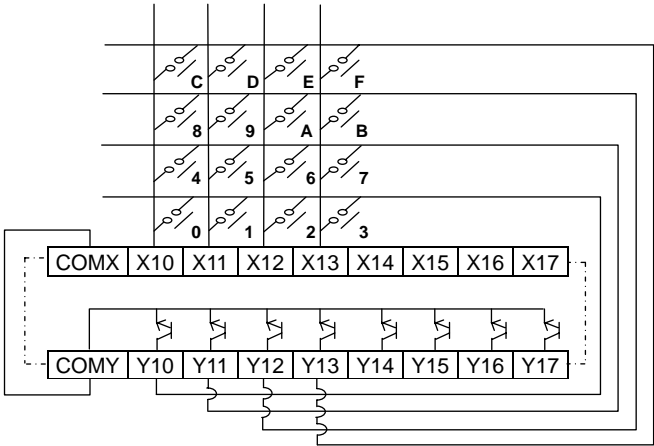 C D E F
8 9 A B
4 5 6 7
0 1 2 3
COMX X10 X11 X12 X13 X14 X15 X16 X17
COMY Y10 Y11 Y12 Y13 Y14 Y15 Y16 Y17